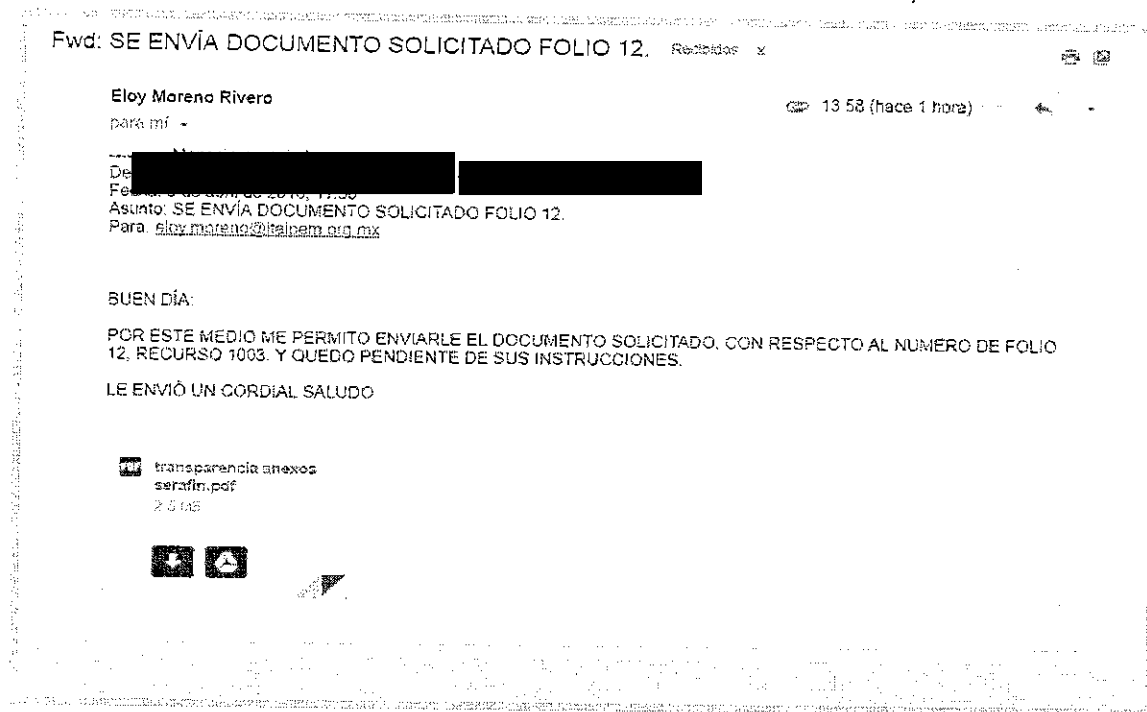 Fwd: SE ENVÍA DOCUMENTO SOLICITADO FOLIO 12. Recibidos x
Eloy Moreno Rivero
13 58 (hace 1 hora)
para mí
De
Asunto: SE ENVÍA DOCUMENTO SOLICITADO FOLIO 12.
Para: eloy.moreno@itaipem.org.mx
BUEN DÍA:
POR ESTE MEDIO ME PERMITO ENVIARLE EL DOCUMENTO SOLICITADO, CON RESPECTO AL NUMERO DE FOLIO
12, RECURSO 1003. Y QUEDO PENDIENTE DE SUS INSTRUCCIONES.
LE ENVIÓ UN CORDIAL SALUDO
transparencia anexos
serafin.pdf